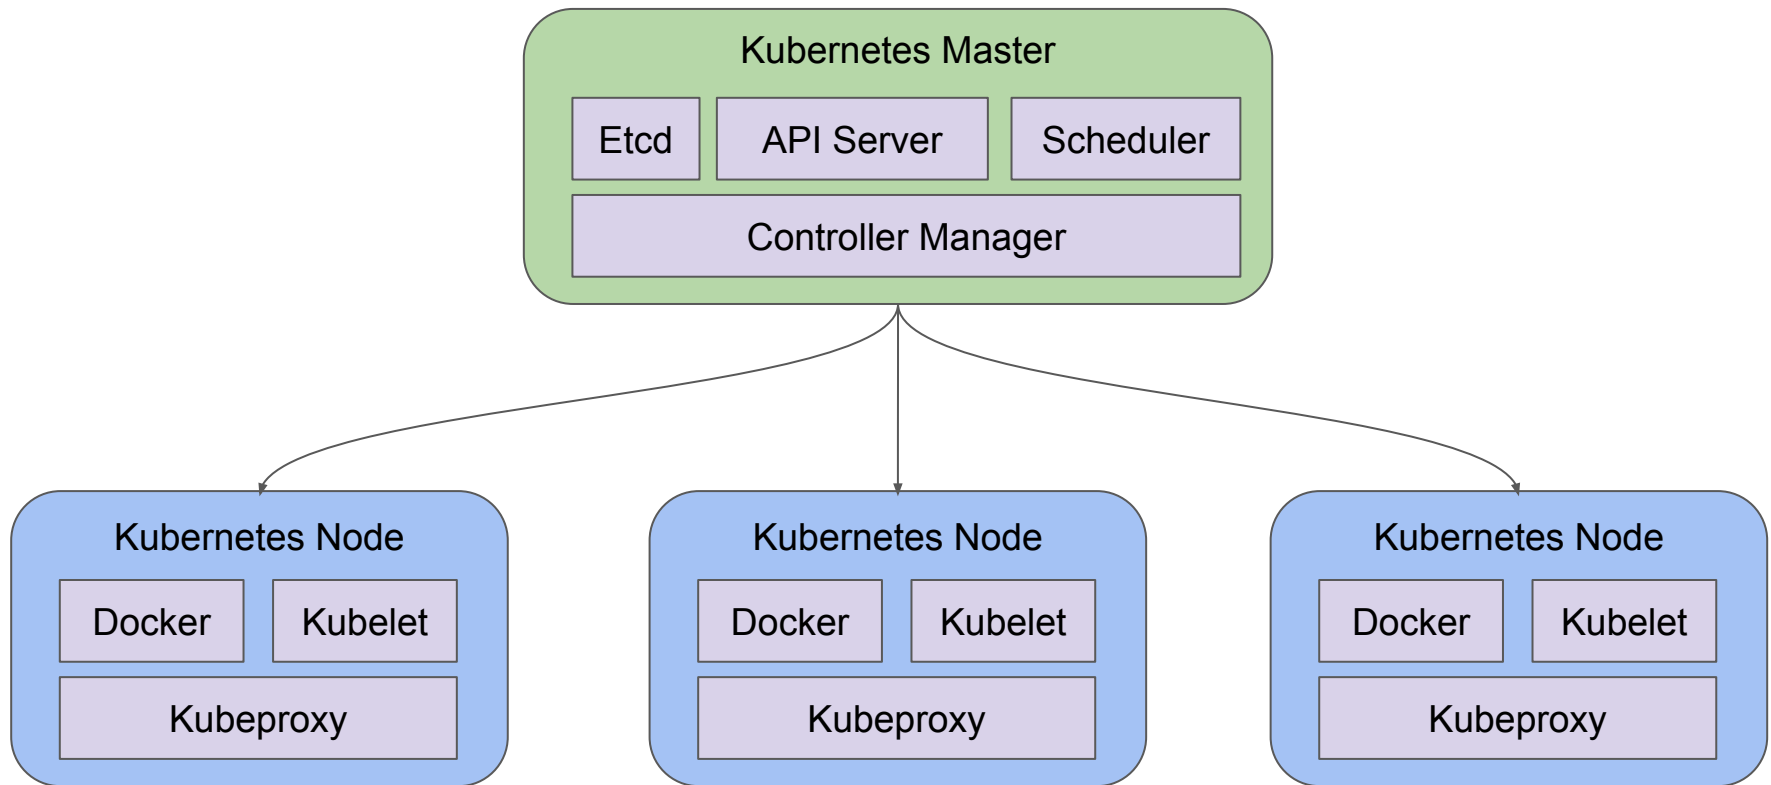 Kubernetes Master
Etcd
API Server
Scheduler
Controller Manager
Kubernetes Node
Docker
Kubelet
Kubeproxy
Kubernetes Node
Docker
Kubelet
Kubeproxy
Kubernetes Node
Docker
Kubelet
Kubeproxy